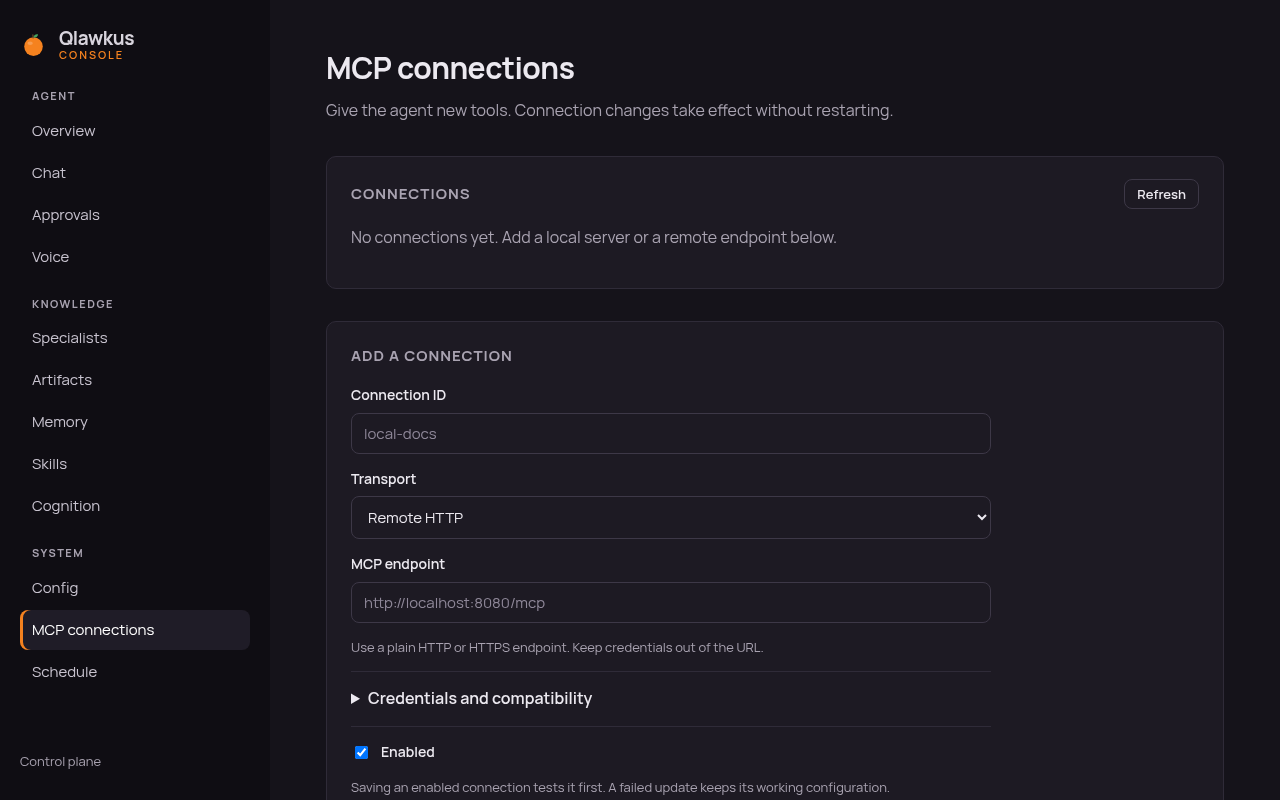 Qlawkus
CONSOLE
AGENT
Overview
Chat
Approvals
Voice
KNOWLEDGE
Specialists
Artifacts
Memory
Skills
Cognition
SYSTEM
Config
MCP connections
Schedule
Control plane
MCP connections
Give the agent new tools. Connection changes take effect without restarting.
CONNECTIONS
Refresh
No connections yet. Add a local server or a remote endpoint below.
ADD A CONNECTION
Connection ID
local-docs
Transport
Remote HTTP
MCP endpoint
http://localhost:8080/mcp
Use a plain HTTP or HTTPS endpoint. Keep credentials out of the URL.
Credentials and compatibility
Enabled
Saving an enabled connection tests it first. A failed update keeps its working configuration.